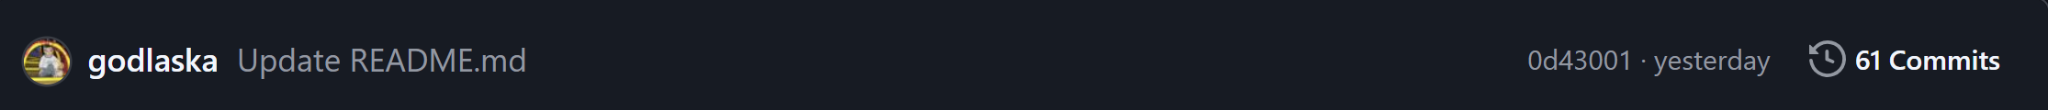 godlaska Update README.md 0d43001 · yesterday 61 Commits